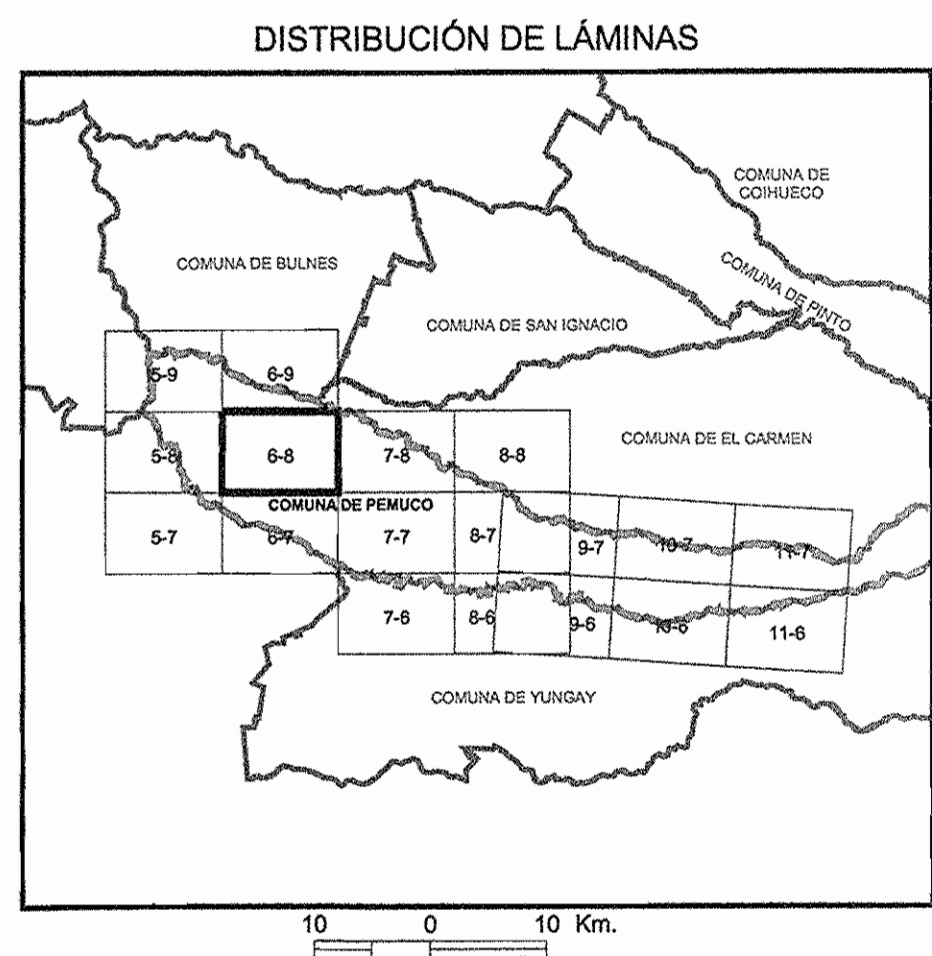 DISTRIBUCIÓN DE LÁMINAS
COMUNA DE
COIHUECO
COMUNA DE BULNES
COMUNA DE PINTO
COMUNA DE SAN IGNACIO
5-9
6-9
COMUNA DE EL CARMEN
5-8
6-8
7-8
8-8
COMUNA DE PEMUCO
5-7
6-7
7-7
8-7
9-7
10-7
11-7
7-6
8-6
9-6
10-6
11-6
COMUNA DE YUNGAY
10 0 10 Km.